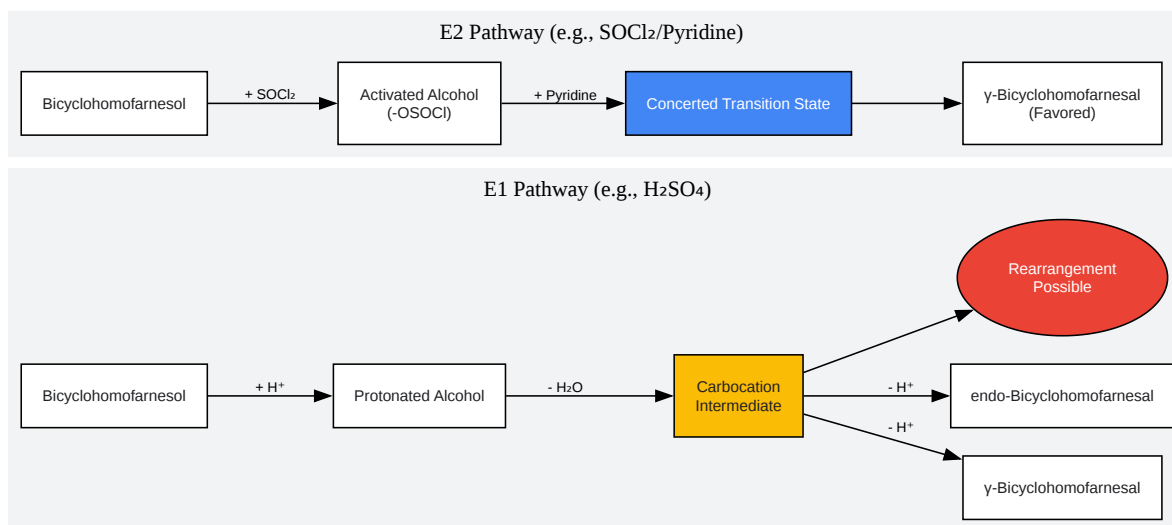 E2 Pathway (e.g., SOCl₂/Pyridine)
Bicyclohomofarnesol
+ SOCl₂
Activated Alcohol
(-OSOCl)
+ Pyridine
Concerted Transition State
γ-Bicyclohomofarnesal
(Favored)
E1 Pathway (e.g., H₂SO₄)
Rearrangement
Possible
Bicyclohomofarnesol
+ H⁺
Protonated Alcohol
- H₂O
Carbocation
Intermediate
- H⁺
endo-Bicyclohomofarnesal
- H⁺
γ-Bicyclohomofarnesal